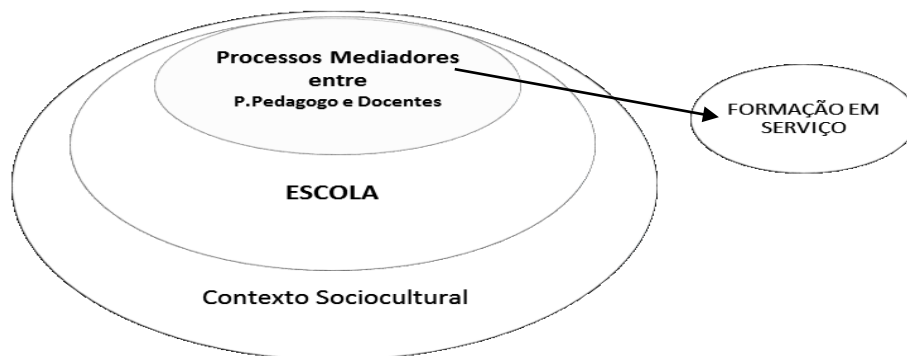 Processos Mediadores
entre
P.Pedagogo e Docentes
FORMAÇÃO EM
SERVIÇO
ESCOLA
Contexto Sociocultural